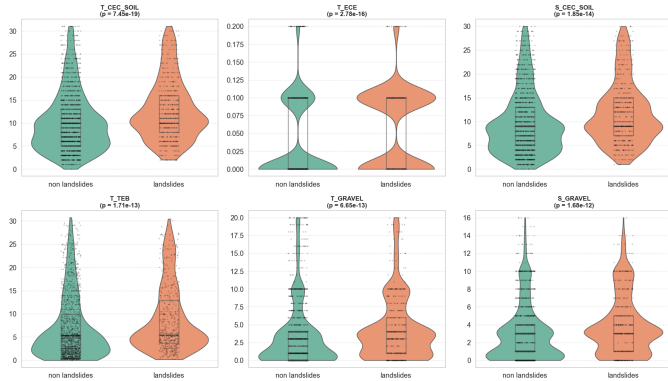 T_CEC_SOIL
(p = 7.45e-19)
30
25
20
15
10
5
0
non landslides
landslides
T_ECE
(p = 2.78e-16)
0.200
0.175
0.150
0.125
0.100
0.075
0.050
0.025
0.000
non landslides
landslides
S_CEC_SOIL
(p = 1.85e-14)
30
25
20
15
10
5
0
non landslides
landslides
T_TEB
(p = 1.71e-13)
30
25
20
15
10
5
0
non landslides
landslides
T_GRAVEL
(p = 6.65e-13)
20.0
17.5
15.0
12.5
10.0
7.5
5.0
2.5
0.0
non landslides
landslides
S_GRAVEL
(p = 1.68e-12)
16
14
12
10
8
6
4
2
0
non landslides
landslides